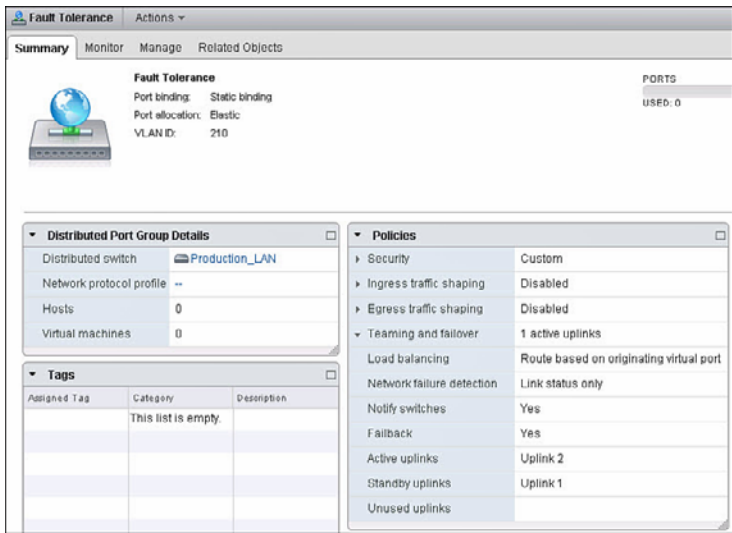 Fault Tolerance Actions
Summary Monitor Manage Related Objects
Fault Tolerance
Port binding: Static binding
Port allocation: Elastic
VLAN ID: 210
PORTS
USED: 0
Distributed Port Group Details
Distributed switch Production_LAN
Network protocol profile --
Hosts 0
Virtual machines 0
Tags
Assigned Tag Category Description
This list is empty.
Policies
Security Custom
Ingress traffic shaping Disabled
Egress traffic shaping Disabled
Teaming and failover 1 active uplinks
Load balancing Route based on originating virtual port
Network failure detection Link status only
Notify switches Yes
Failback Yes
Active uplinks Uplink 2
Standby uplinks Uplink 1
Unused uplinks